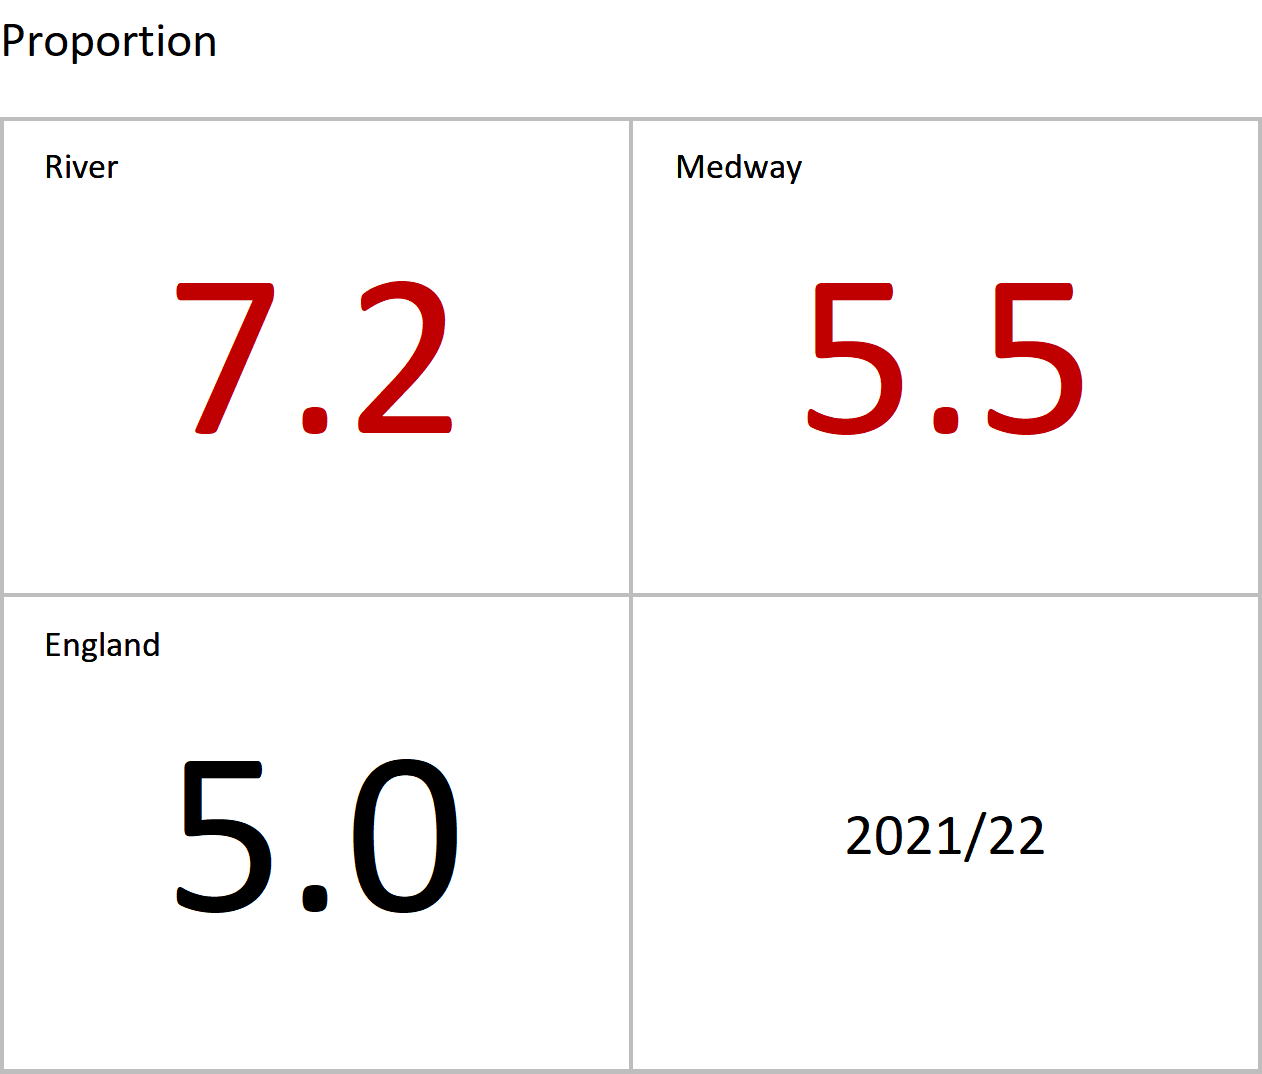 Proportion
River
7.2
Medway
5.5
England
5.0
2021/22